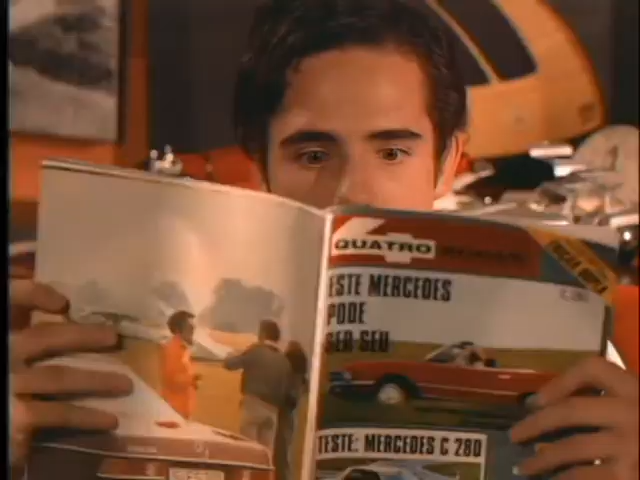 QUATRO
ESTE MERCEDES
PODE
SER SEU
TESTE: MERCEDES C 280